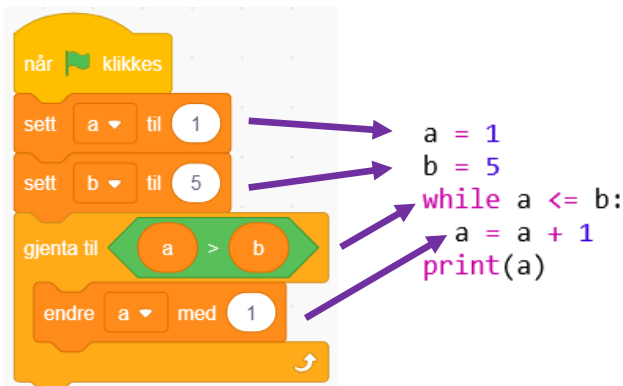 når klikkes
sett a til 1
sett b til 5
gjenta til a > b
endre a med 1
a = 1
b = 5
while a <= b:
a = a + 1
print(a)